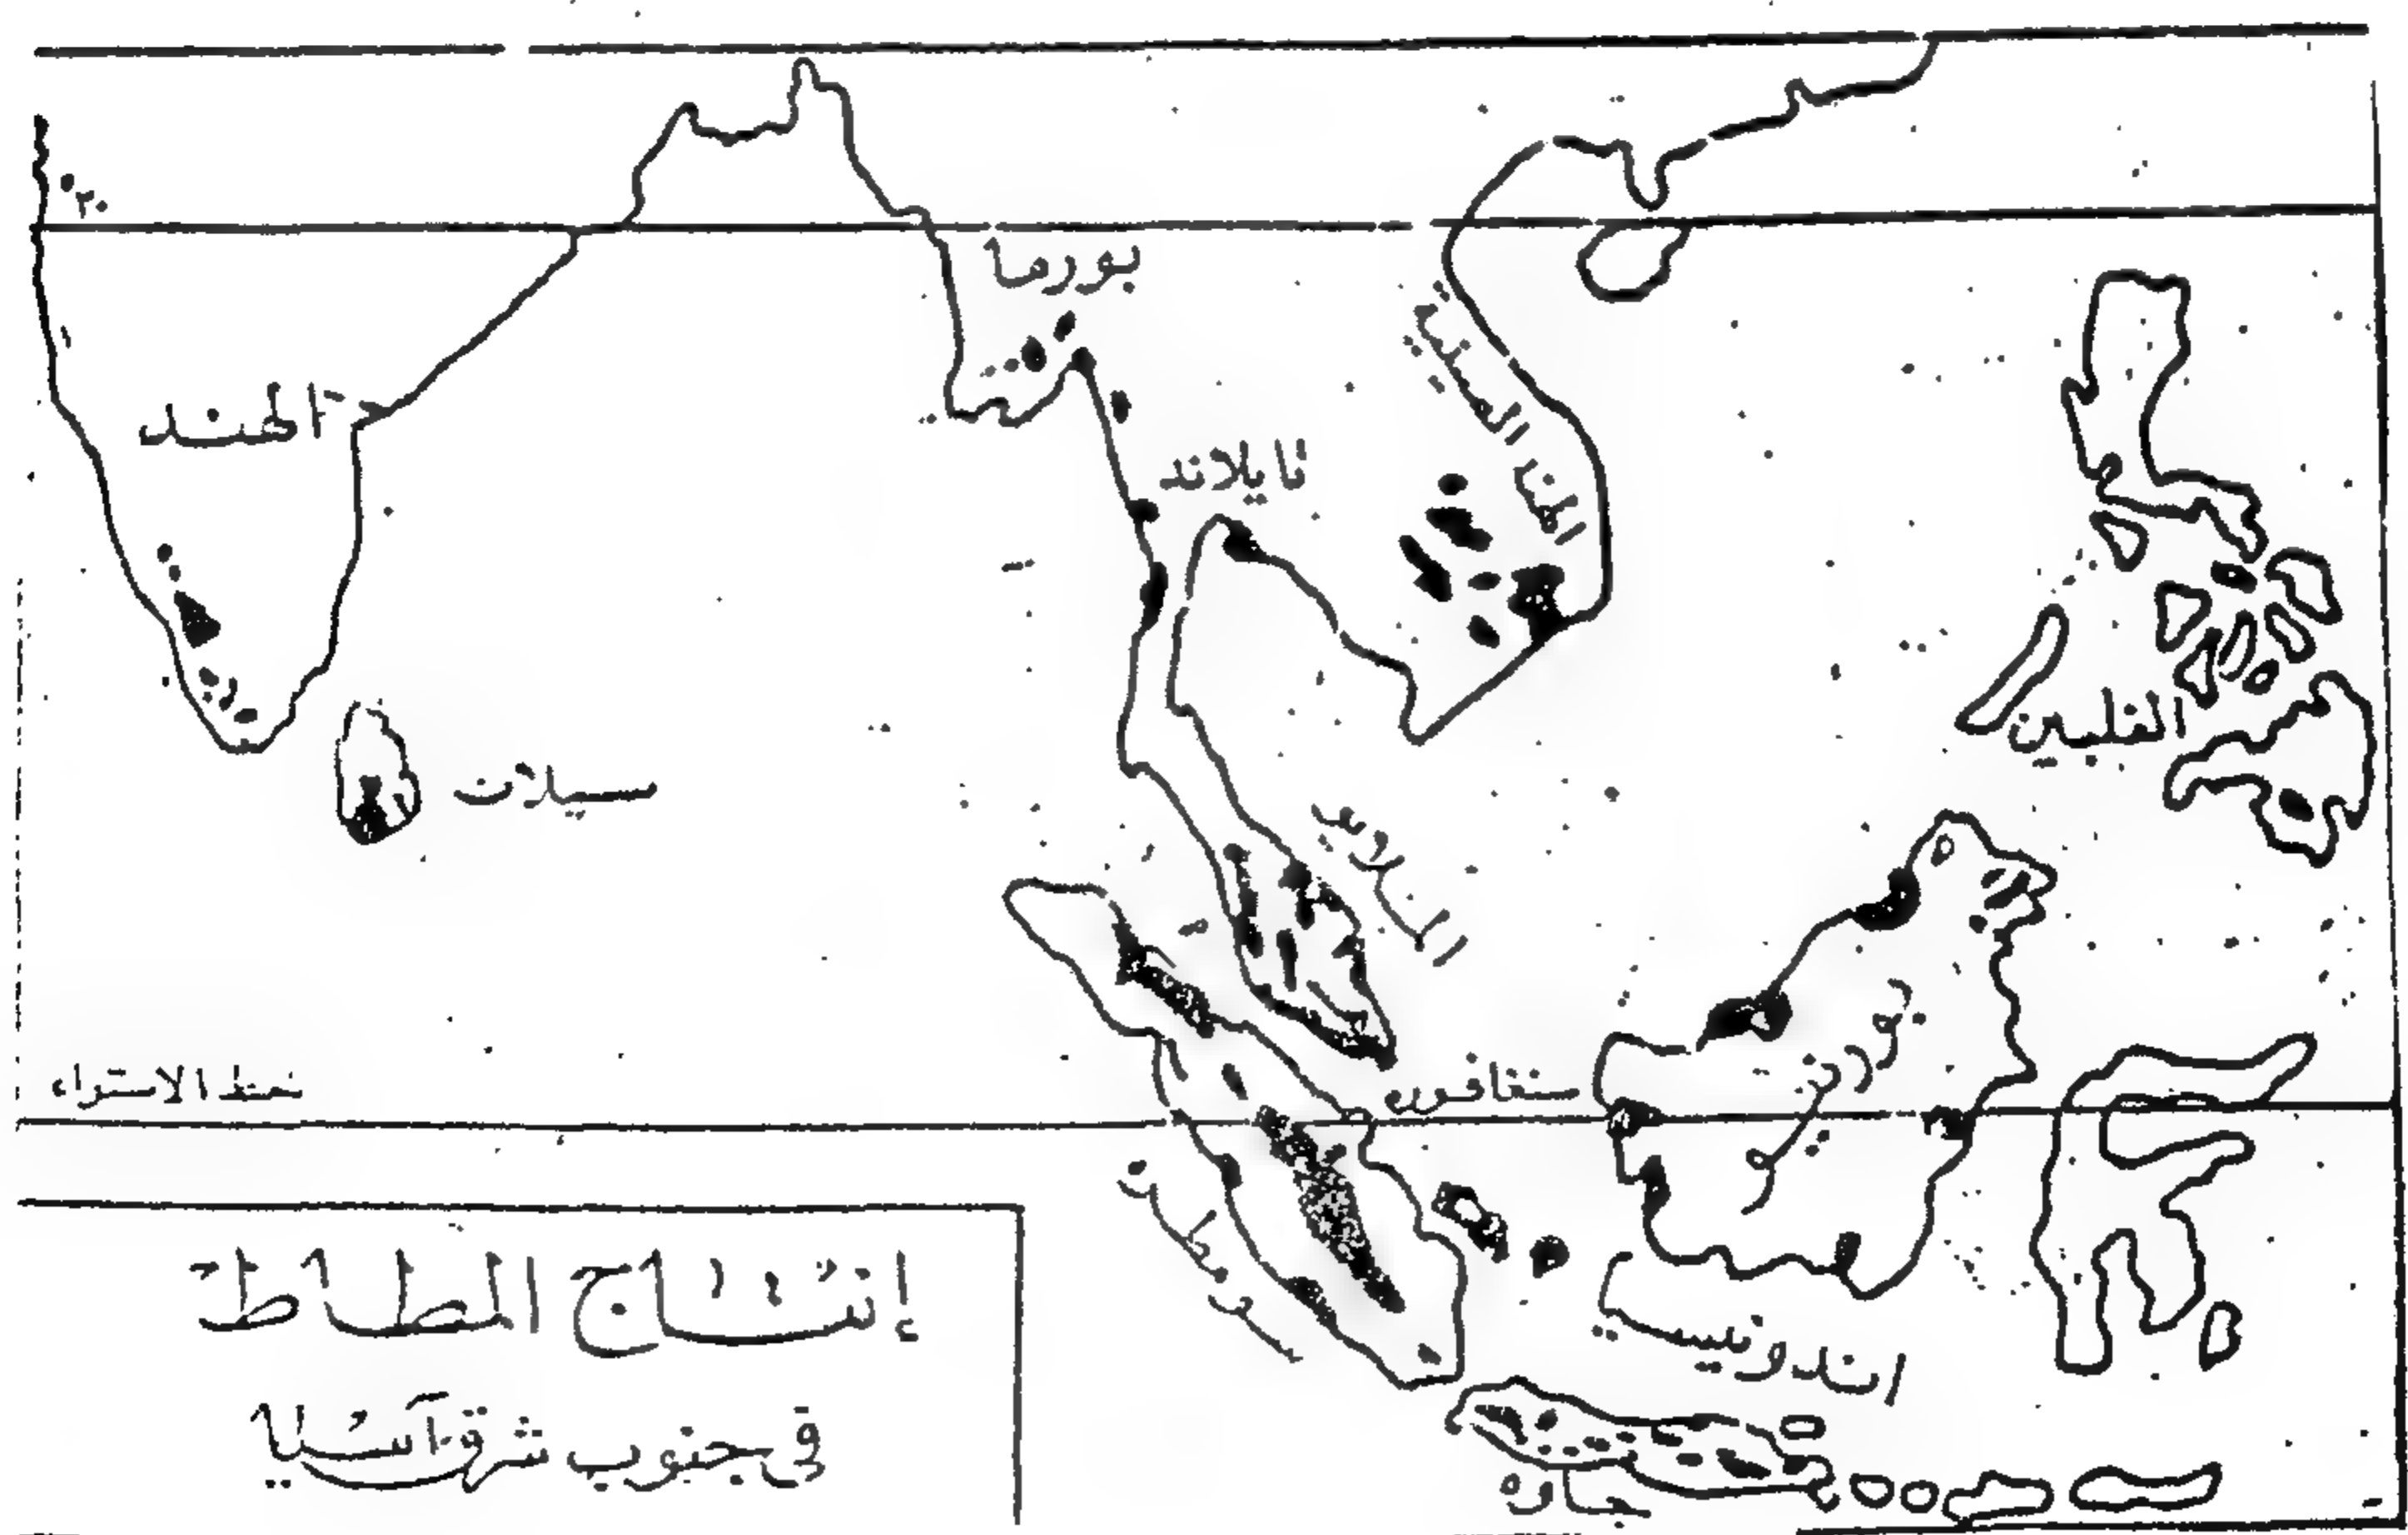 ٢٠°
بورما
الهند
الهند الصينية
تايلاند
الفلبين
سيلان
الملايو
بورنيو
خط الاستواء
سنغافوره
سومطرة
اندونيسيا
جاوه
إنتاج المطاط
في جنوب شرق آسيا